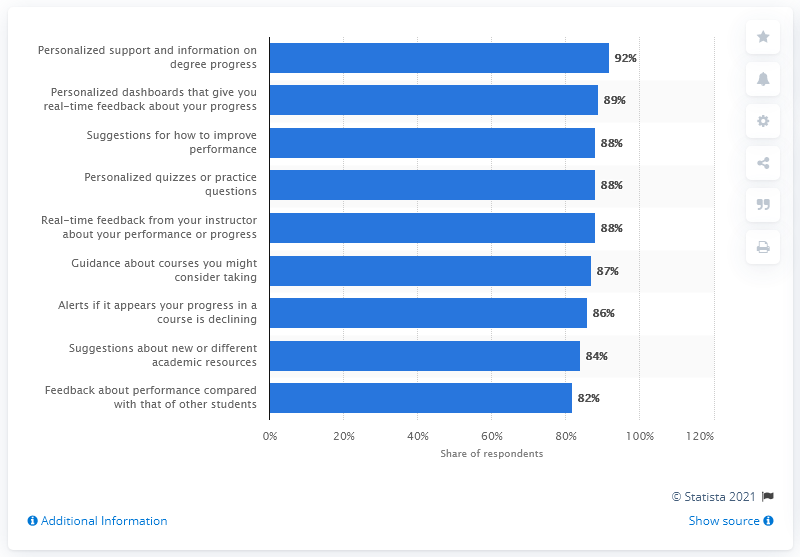 Personalized support and information on
degree progress
92%
Personalized dashboards that give you
real-time feedback about your progress
89%
Suggestions for how to improve
performance
88%
Personalized quizzes or practice
questions
88%
Real-time feedback from your instructor
about your performance or progress
88%
Guidance about courses you might
consider taking
87%
Alerts if it appears your progress in a
course is declining
86%
Suggestions about new or different
academic resources
84%
Feedback about performance compared
with that of other students
82%
0% 20% 40% 60% 80% 100% 120%
Share of respondents
© Statista 2021
Additional Information
Show source